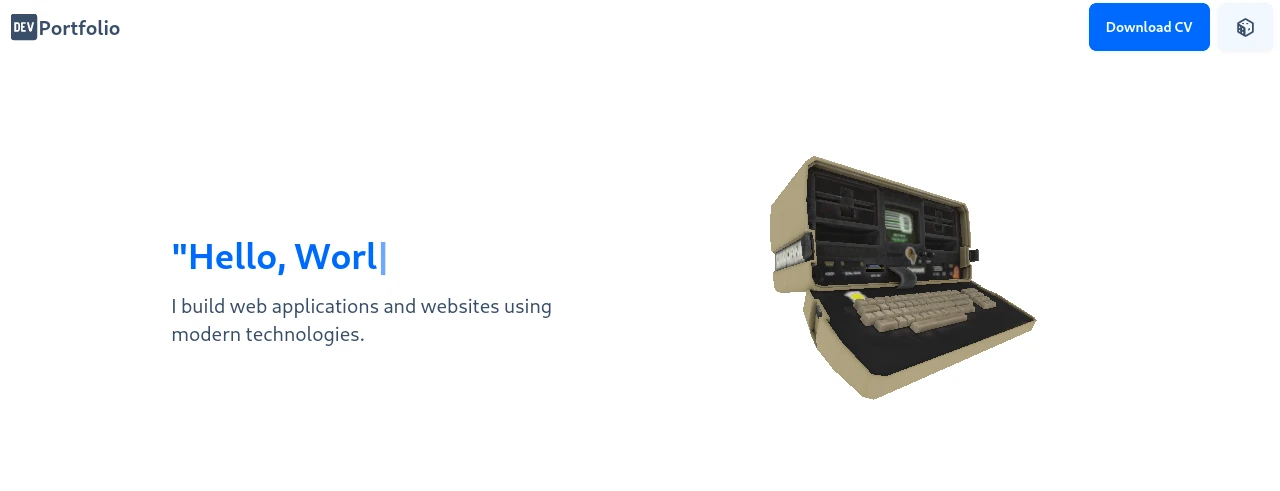 DEV Portfolio
Download CV
"Hello, Worl
I build web applications and websites using
modern technologies.